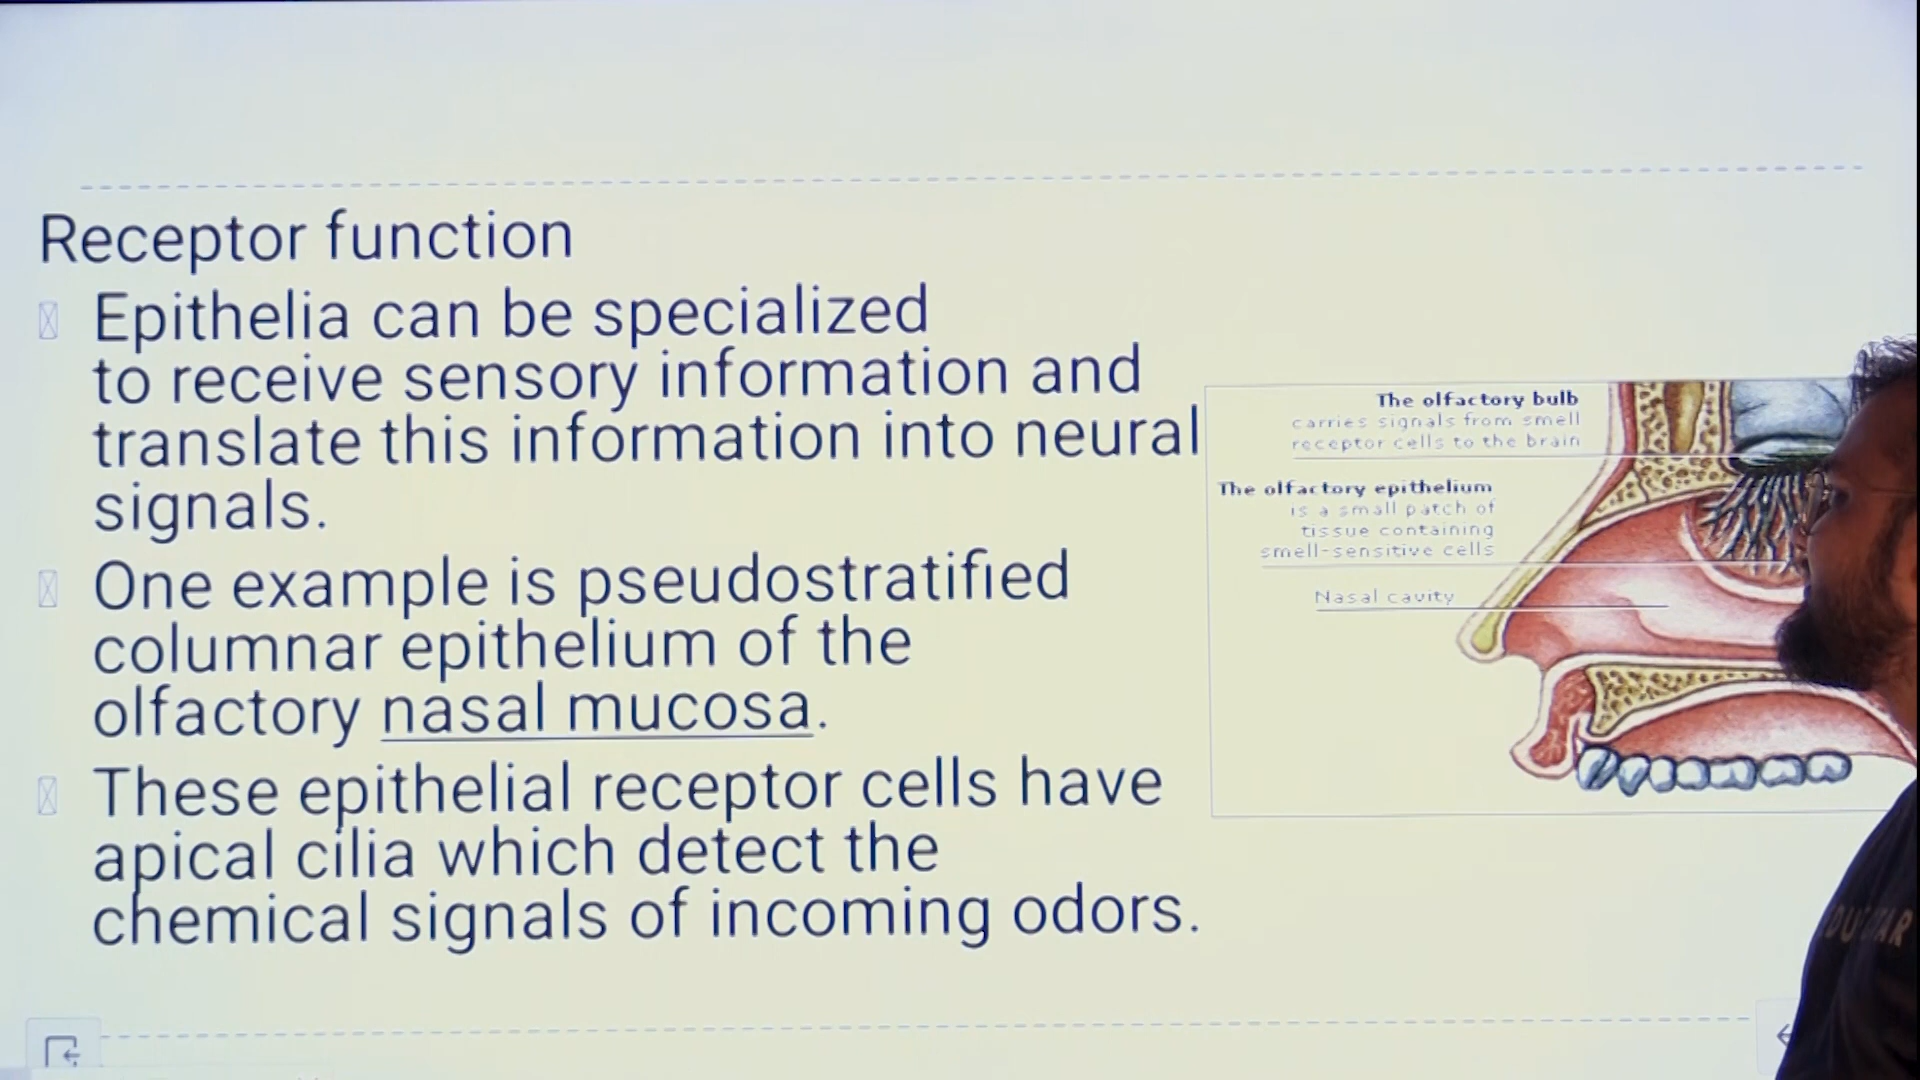 Receptor function
Epithelia can be specialized
to receive sensory information and
translate this information into neural
signals.
One example is pseudostratified
columnar epithelium of the
olfactory nasal mucosa.
These epithelial receptor cells have
apical cilia which detect the
chemical signals of incoming odors.
The olfactory bulb
carries signals from smell
receptor cells to the brain
The olfactory epithelium
is a small patch of
tissue containing
smell-sensitive cells
Nasal cavity